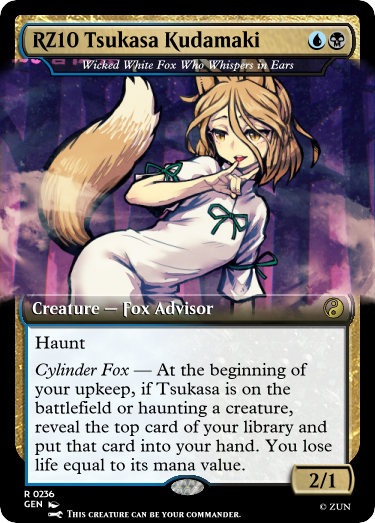 RZ10 Tsukasa Kudamaki
Wicked White Fox Who Whispers in Ears
Creature — Fox Advisor
Haunt
Cylinder Fox — At the beginning of
your upkeep, if Tsukasa is on the
battlefield or haunting a creature,
reveal the top card of your library and
put that card into your hand. You lose
life equal to its mana value.
2/1
R 0236
GEN
THIS CREATURE CAN BE YOUR COMMANDER.
© ZUN